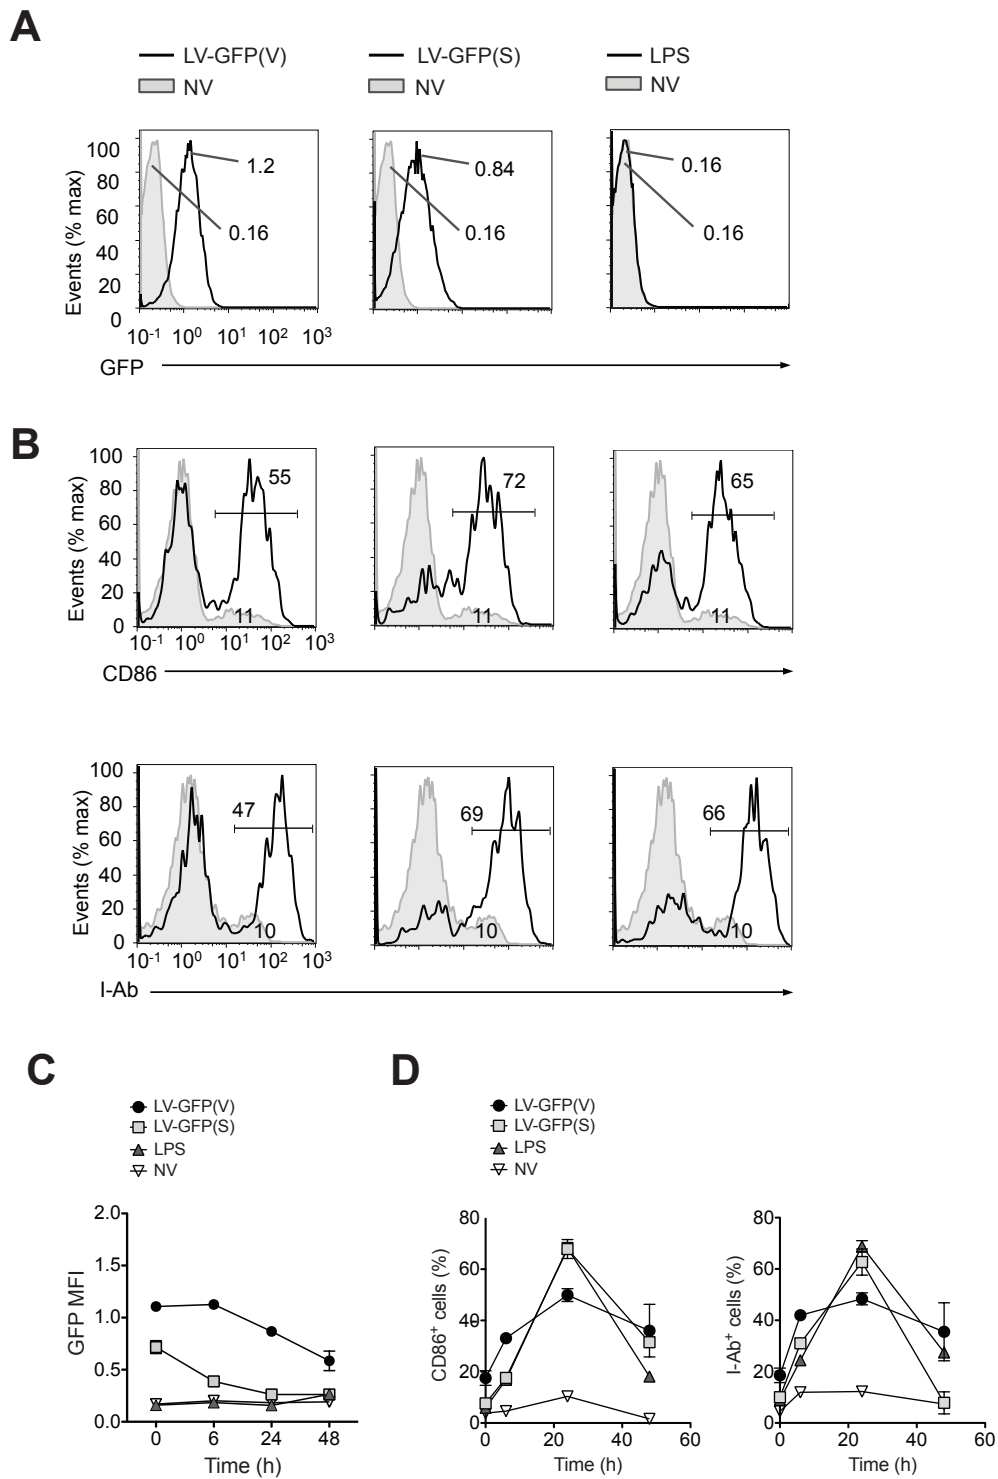 A
LV-GFP(V) LV-GFP(S) LPS
NV NV NV
Events (% max)
100
80
60
40
20
0
1.2
0.16
0.84
0.16
0.16
0.16
10-1 100 101 102 103
GFP
B
Events (% max)
100
80
60
40
20
0
55
11
72
11
65
11
10-1 100 101 102 103
CD86
Events (% max)
100
80
60
40
20
0
47
10
69
10
66
10
10-1 100 101 102 103
I-Ab
C
LV-GFP(V)
LV-GFP(S)
LPS
NV
GFP MFI
2.0
1.5
1.0
0.5
0.0
0 6 24 48
Time (h)
D
LV-GFP(V)
LV-GFP(S)
LPS
NV
CD86+ cells (%)
80
60
40
20
0
0 20 40 60
Time (h)
I-Ab+ cells (%)
80
60
40
20
0
0 20 40 60
Time (h)